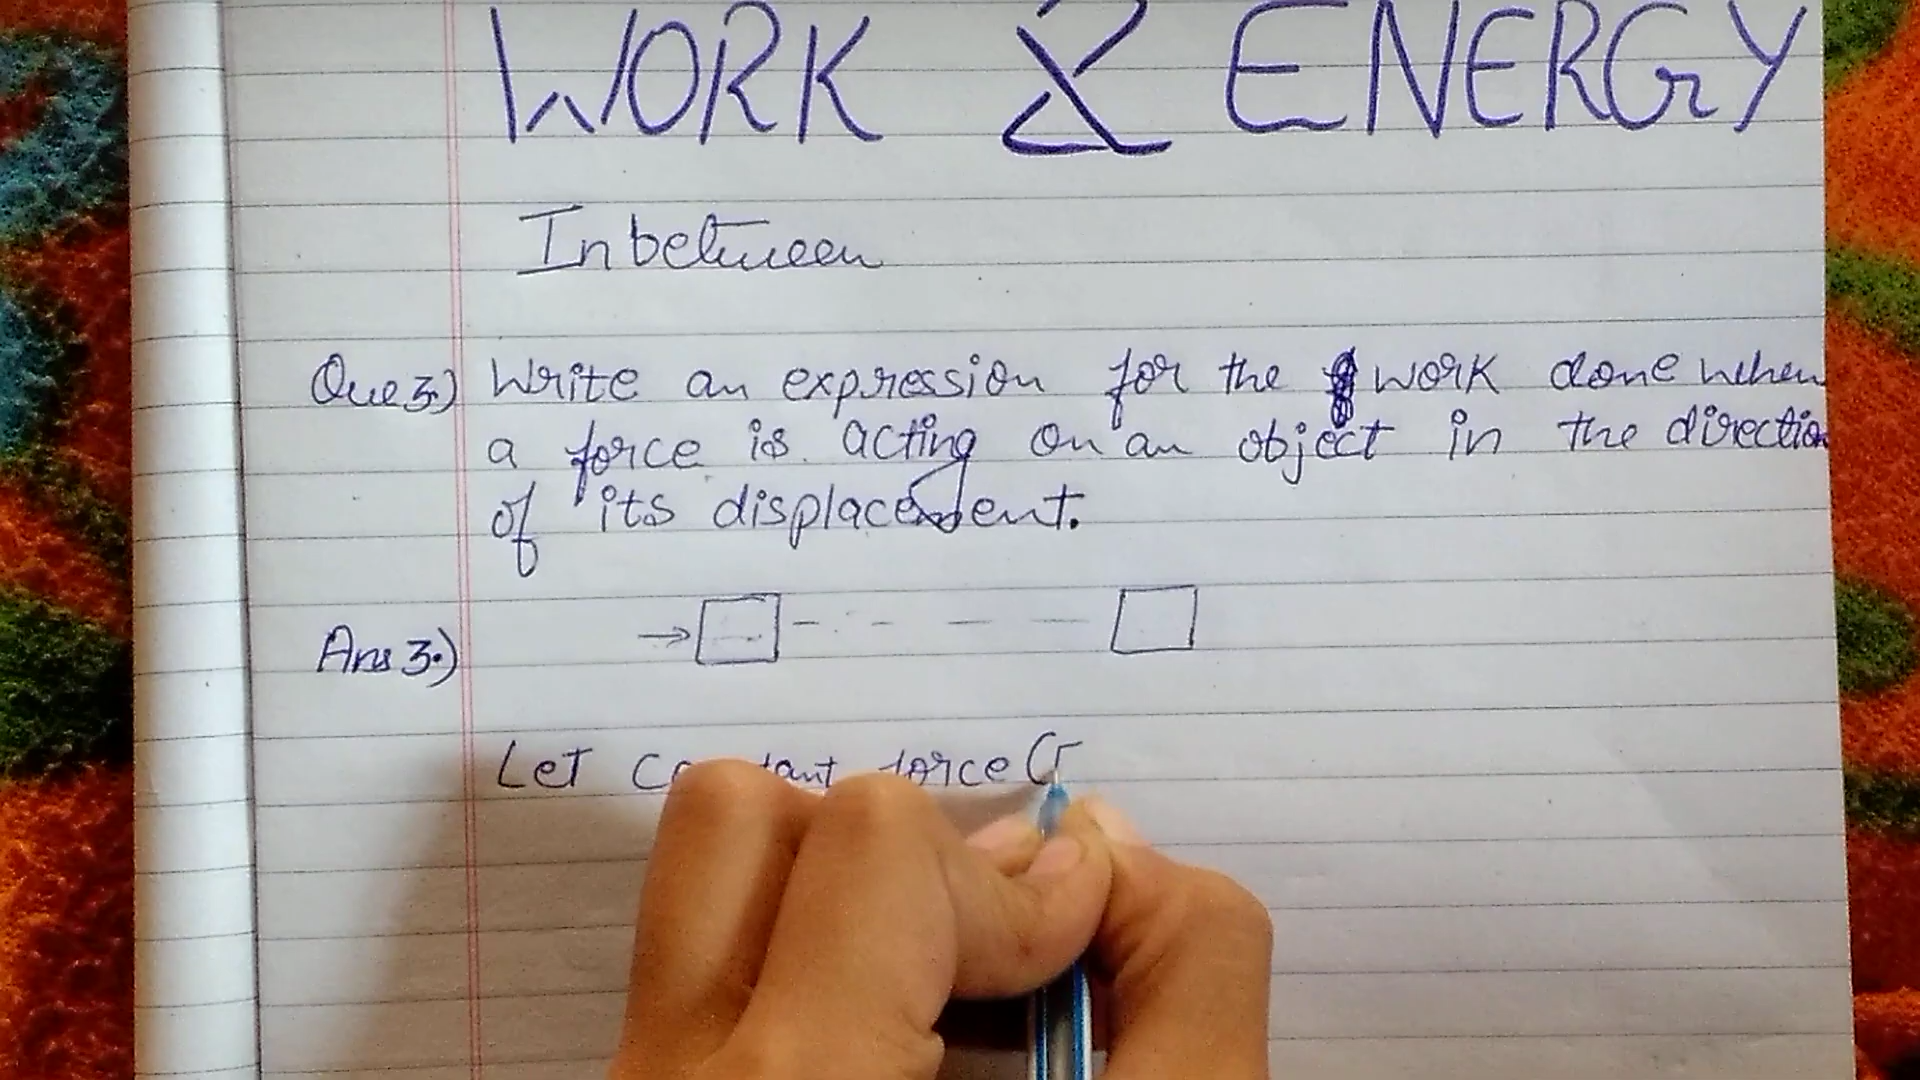 WORK & ENERGY
Inbetween
Que 3.) Write an expression for the work done when
a force is acting on an object in the direction
of its displacement.
Ans 3.)
Let force (